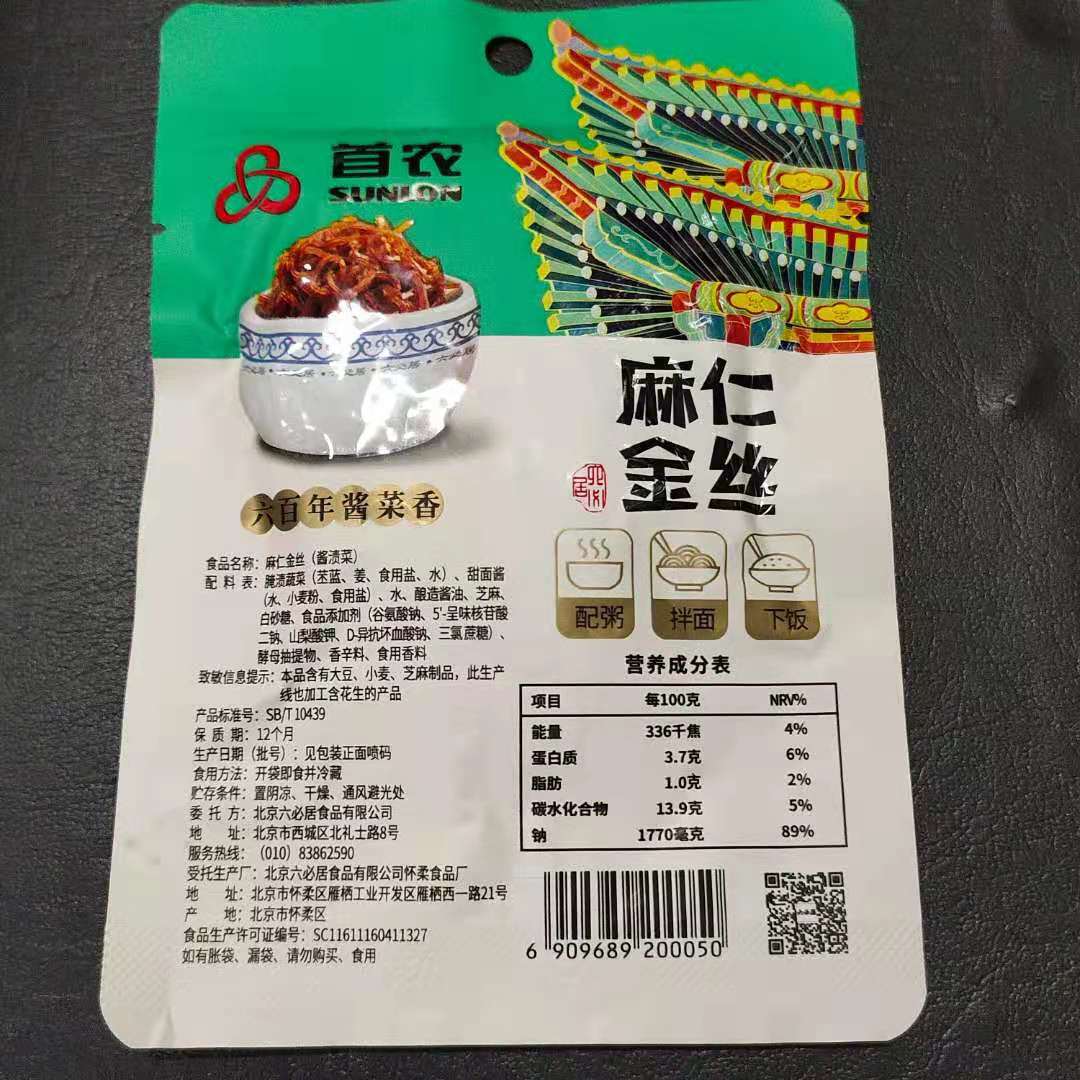 首农
SUNLON
六必居·六必居·六必居·六必居
麻仁
金丝
六必居
六百年酱菜香
配粥 拌面 下饭
食品名称：麻仁金丝（酱渍菜）
配 料 表：腌渍蔬菜（苤蓝、姜、食用盐、水）、甜面酱
（水、小麦粉、食用盐）、水、酿造酱油、芝麻、
白砂糖、食品添加剂（谷氨酸钠、5'-呈味核苷酸
二钠、山梨酸钾、D-异抗坏血酸钠、三氯蔗糖）、
酵母抽提物、香辛料、食用香料
致敏信息提示：本品含有大豆、小麦、芝麻制品，此生产
线也加工含花生的产品
产品标准号：SB/T 10439
保 质 期：12个月
生产日期（批号）：见包装正面喷码
食用方法：开袋即食并冷藏
贮存条件：置阴凉、干燥、通风避光处
委 托 方：北京六必居食品有限公司
地 址：北京市西城区北礼士路8号
服务热线：（010）83862590
受托生产厂：北京六必居食品有限公司怀柔食品厂
地 址：北京市怀柔区雁栖工业开发区雁栖西一路21号
产 地：北京市怀柔区
食品生产许可证编号：SC11611160411327
如有胀袋、漏袋、请勿购买、食用
营养成分表
项目 每100克 NRV%
能量 336千焦 4%
蛋白质 3.7克 6%
脂肪 1.0克 2%
碳水化合物 13.9克 5%
钠 1770毫克 89%
6 909689 200050